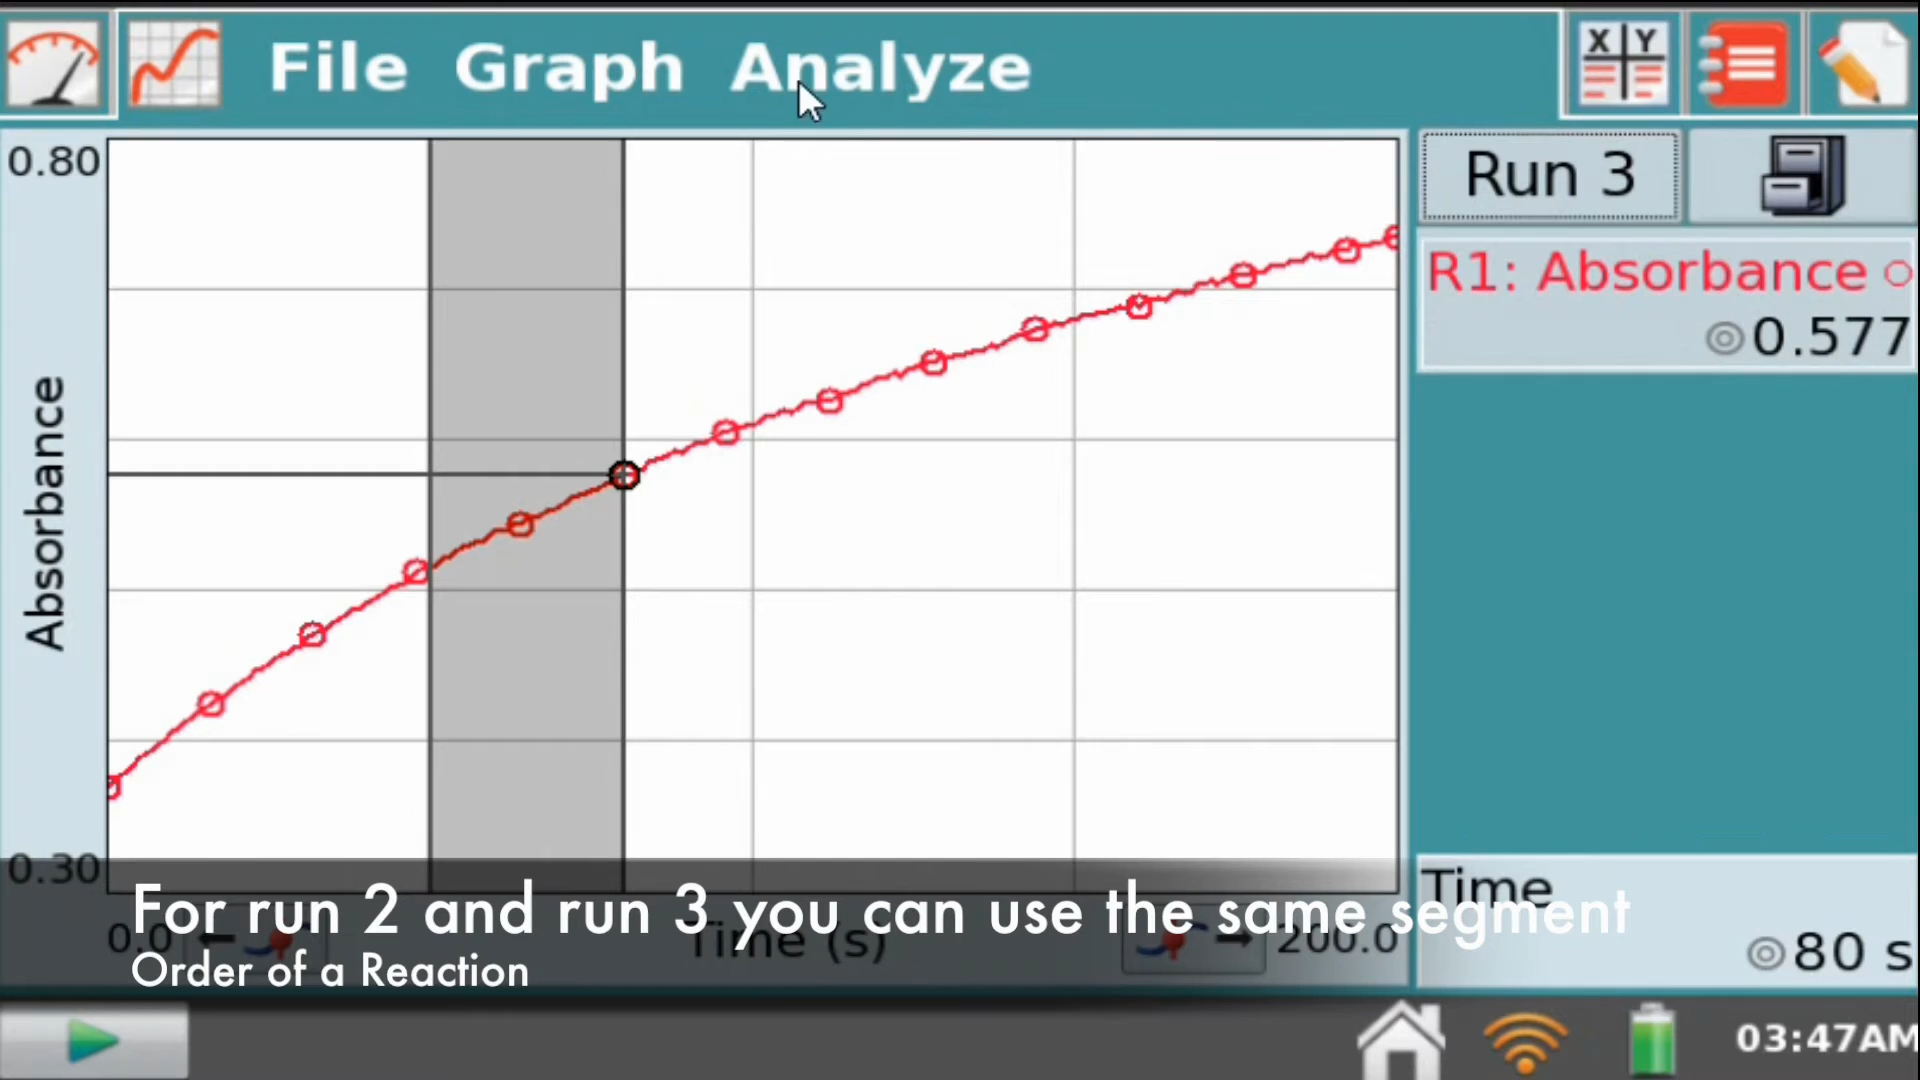 File Graph Analyze
X Y
0.80
Run 3
R1: Absorbance
0.577
Absorbance
0.30
0.0
Time (s)
200.0
Time
80 s
For run 2 and run 3 you can use the same segment
Order of a Reaction
03:47AM